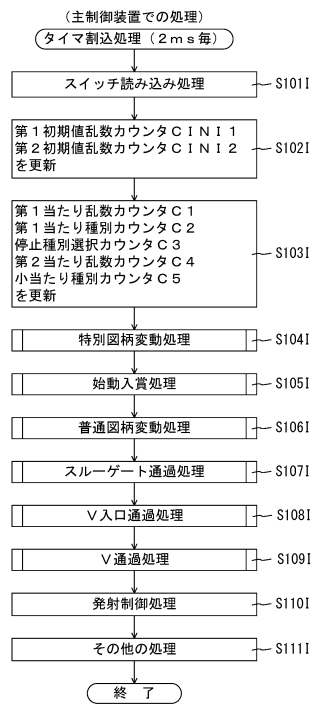 （主制御装置での処理）
タイマ割込処理（２ｍｓ毎）
スイッチ読み込み処理
S101I
第１初期値乱数カウンタＣＩＮＩ１
第２初期値乱数カウンタＣＩＮＩ２
を更新
S102I
第１当たり乱数カウンタＣ１
第１当たり種別カウンタＣ２
停止種別選択カウンタＣ３
第２当たり乱数カウンタＣ４
小当たり種別カウンタＣ５
を更新
S103I
特別図柄変動処理
S104I
始動入賞処理
S105I
普通図柄変動処理
S106I
スルーゲート通過処理
S107I
Ｖ入口通過処理
S108I
Ｖ通過処理
S109I
発射制御処理
S110I
その他の処理
S111I
終　了